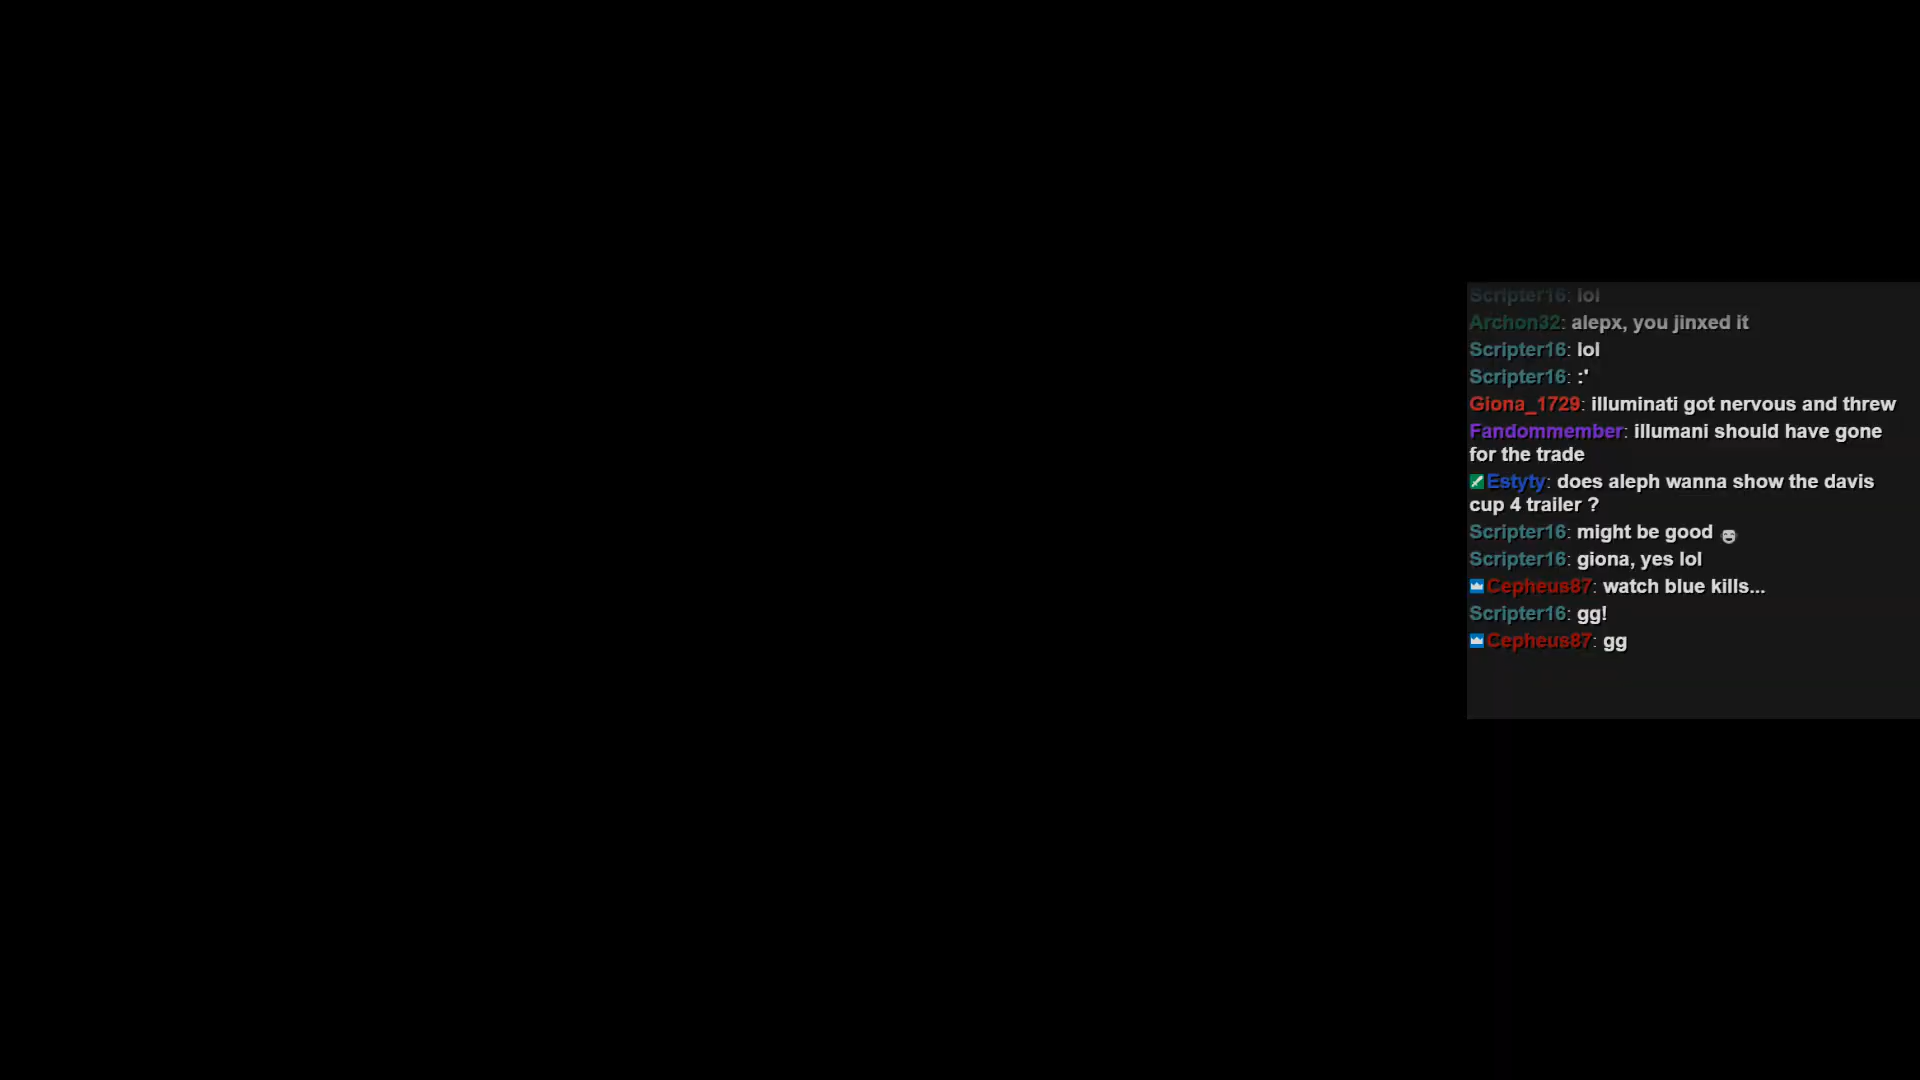 Scripter16: lol
Archon32: alepx, you jinxed it
Scripter16: lol
Scripter16: :'
Giona_1729: illuminati got nervous and threw
Fandommember: illumani should have gone
for the trade
Estyty: does aleph wanna show the davis
cup 4 trailer ?
Scripter16: might be good
Scripter16: giona, yes lol
Cepheus87: watch blue kills...
Scripter16: gg!
Cepheus87: gg